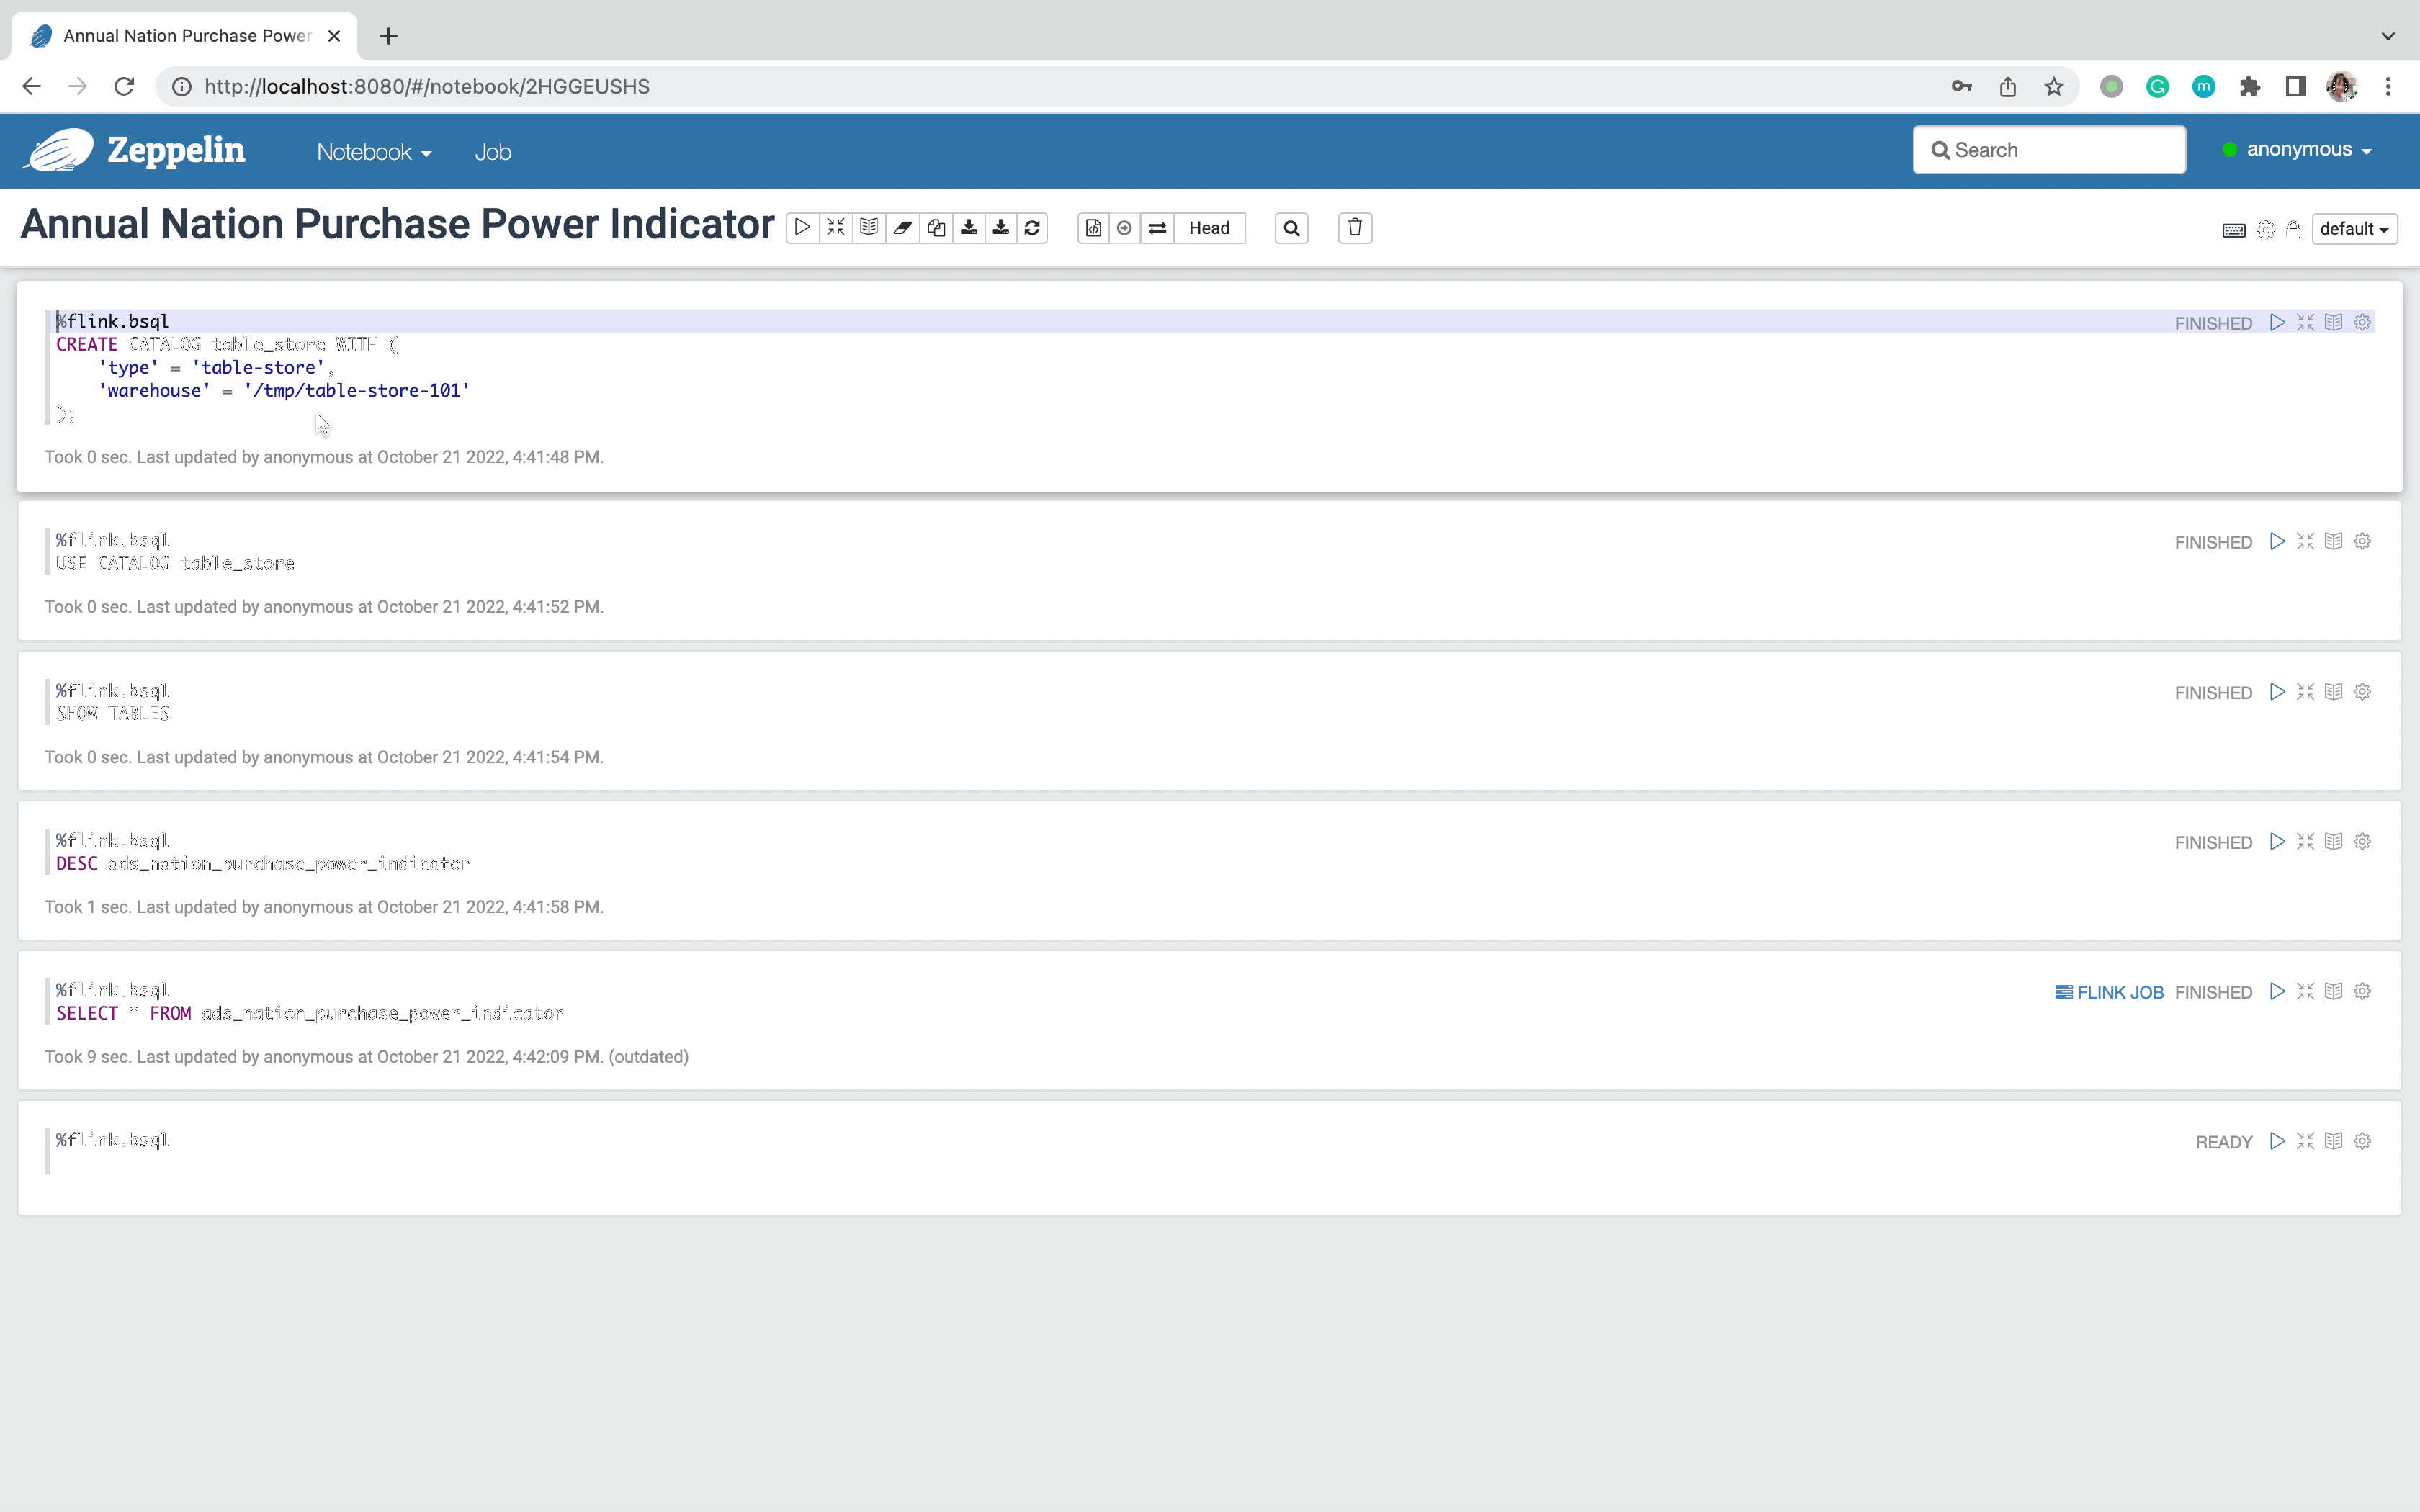 Annual Nation Purchase Power
http://localhost:8080/#/notebook/2HGGEUSHS
Zeppelin
Notebook
Job
Search
anonymous
Annual Nation Purchase Power Indicator
Head
default
%flink.bsql
FINISHED
CREATE CATALOG table_store WITH (
'type' = 'table-store',
'warehouse' = '/tmp/table-store-101'
);
Took 0 sec. Last updated by anonymous at October 21 2022, 4:41:48 PM.
%flink.bsql
FINISHED
USE CATALOG table_store
Took 0 sec. Last updated by anonymous at October 21 2022, 4:41:52 PM.
%flink.bsql
FINISHED
SHOW TABLES
Took 0 sec. Last updated by anonymous at October 21 2022, 4:41:54 PM.
%flink.bsql
FINISHED
DESC ads_nation_purchase_power_indicator
Took 1 sec. Last updated by anonymous at October 21 2022, 4:41:58 PM.
%flink.bsql
FLINK JOB FINISHED
SELECT * FROM ads_nation_purchase_power_indicator
Took 9 sec. Last updated by anonymous at October 21 2022, 4:42:09 PM. (outdated)
%flink.bsql
READY